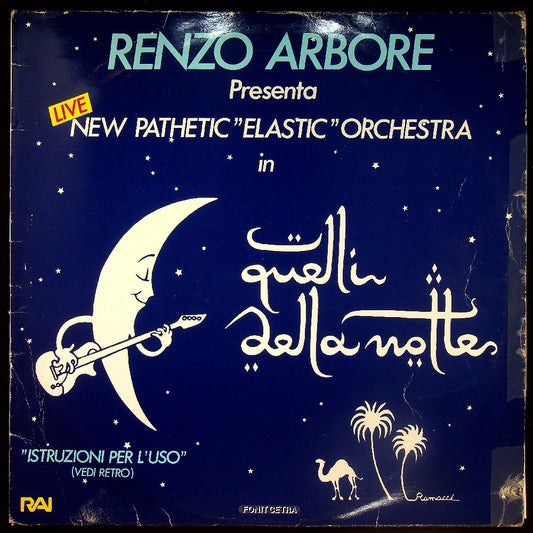 RENZO ARBORE
Presenta
LIVE
NEW PATHETIC "ELASTIC" ORCHESTRA
in
quelli
della notte
"ISTRUZIONI PER L'USO"
(VEDI RETRO)
RAI
FONIT CETRA
Ramacci